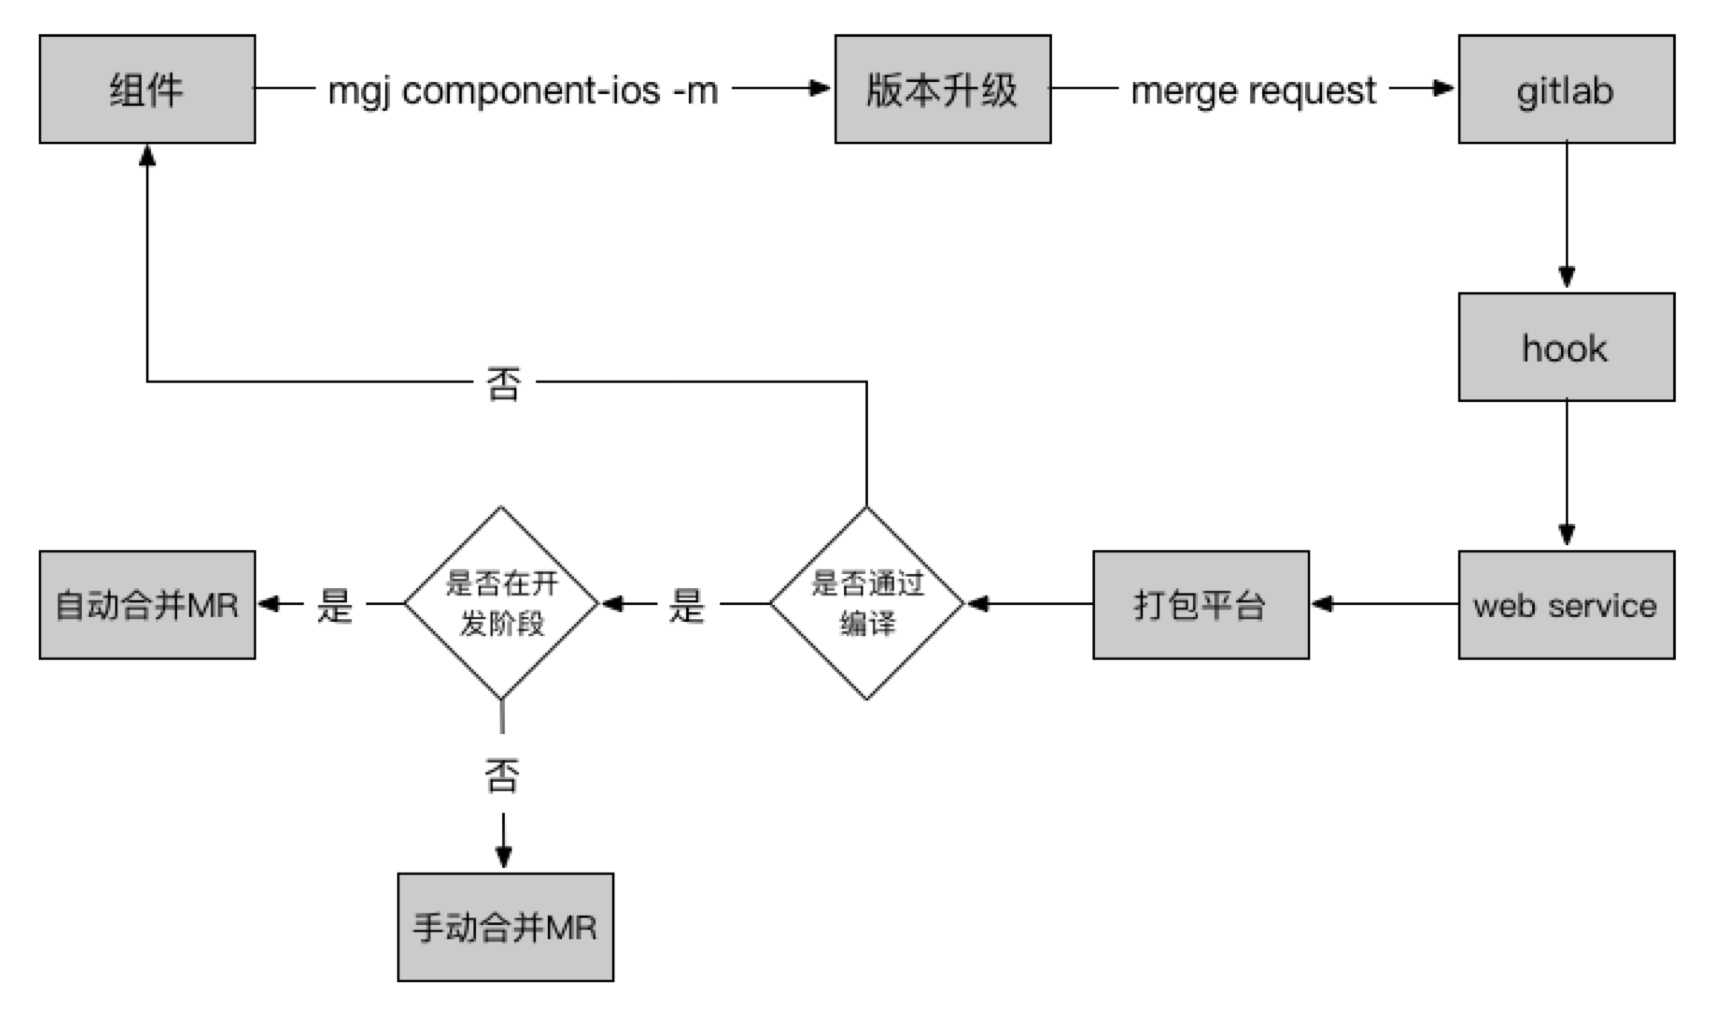 组件
mgj component-ios -m
版本升级
merge request
gitlab
hook
否
自动合并MR
是
是否在开
发阶段
是
是否通过
编译
打包平台
web service
否
手动合并MR